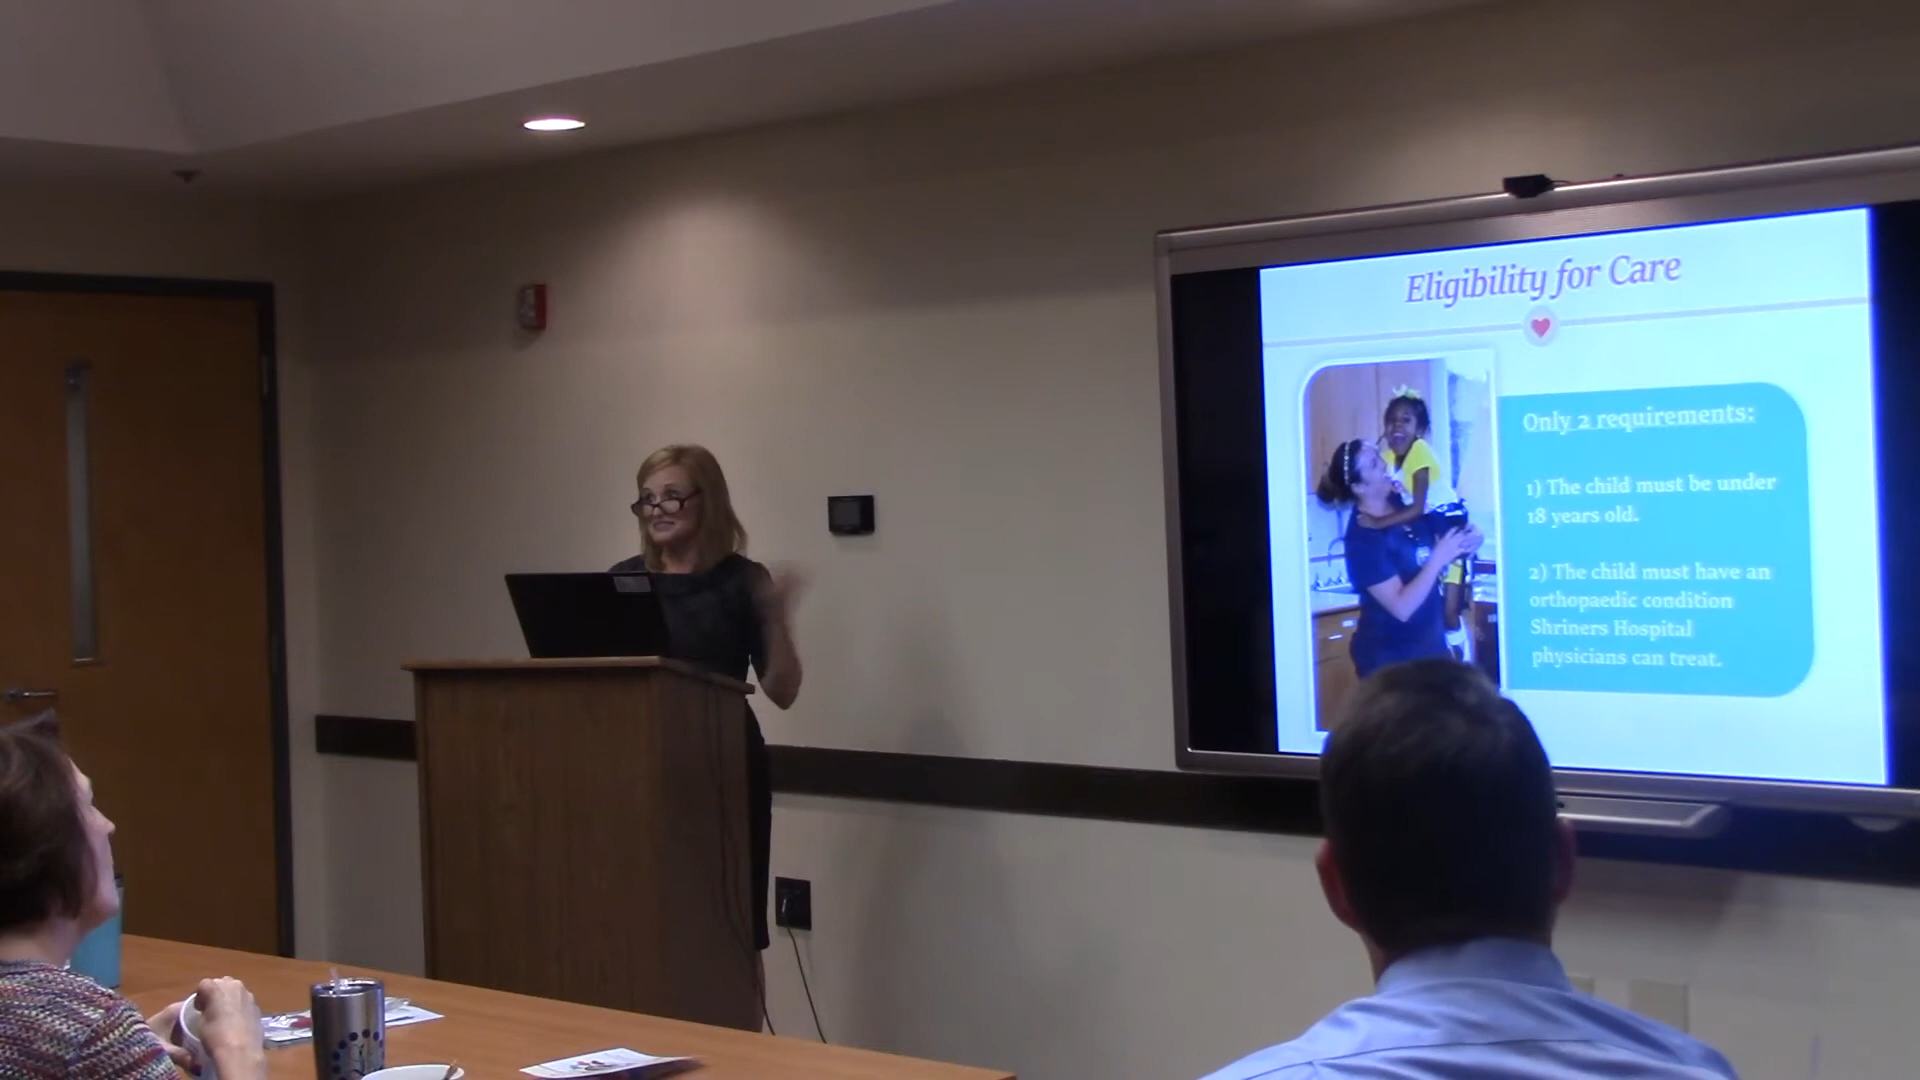 Eligibility for Care
Only 2 requirements:
1) The child must be under
18 years old.
2) The child must have an
orthopaedic condition
Shriners Hospital
physicians can treat.